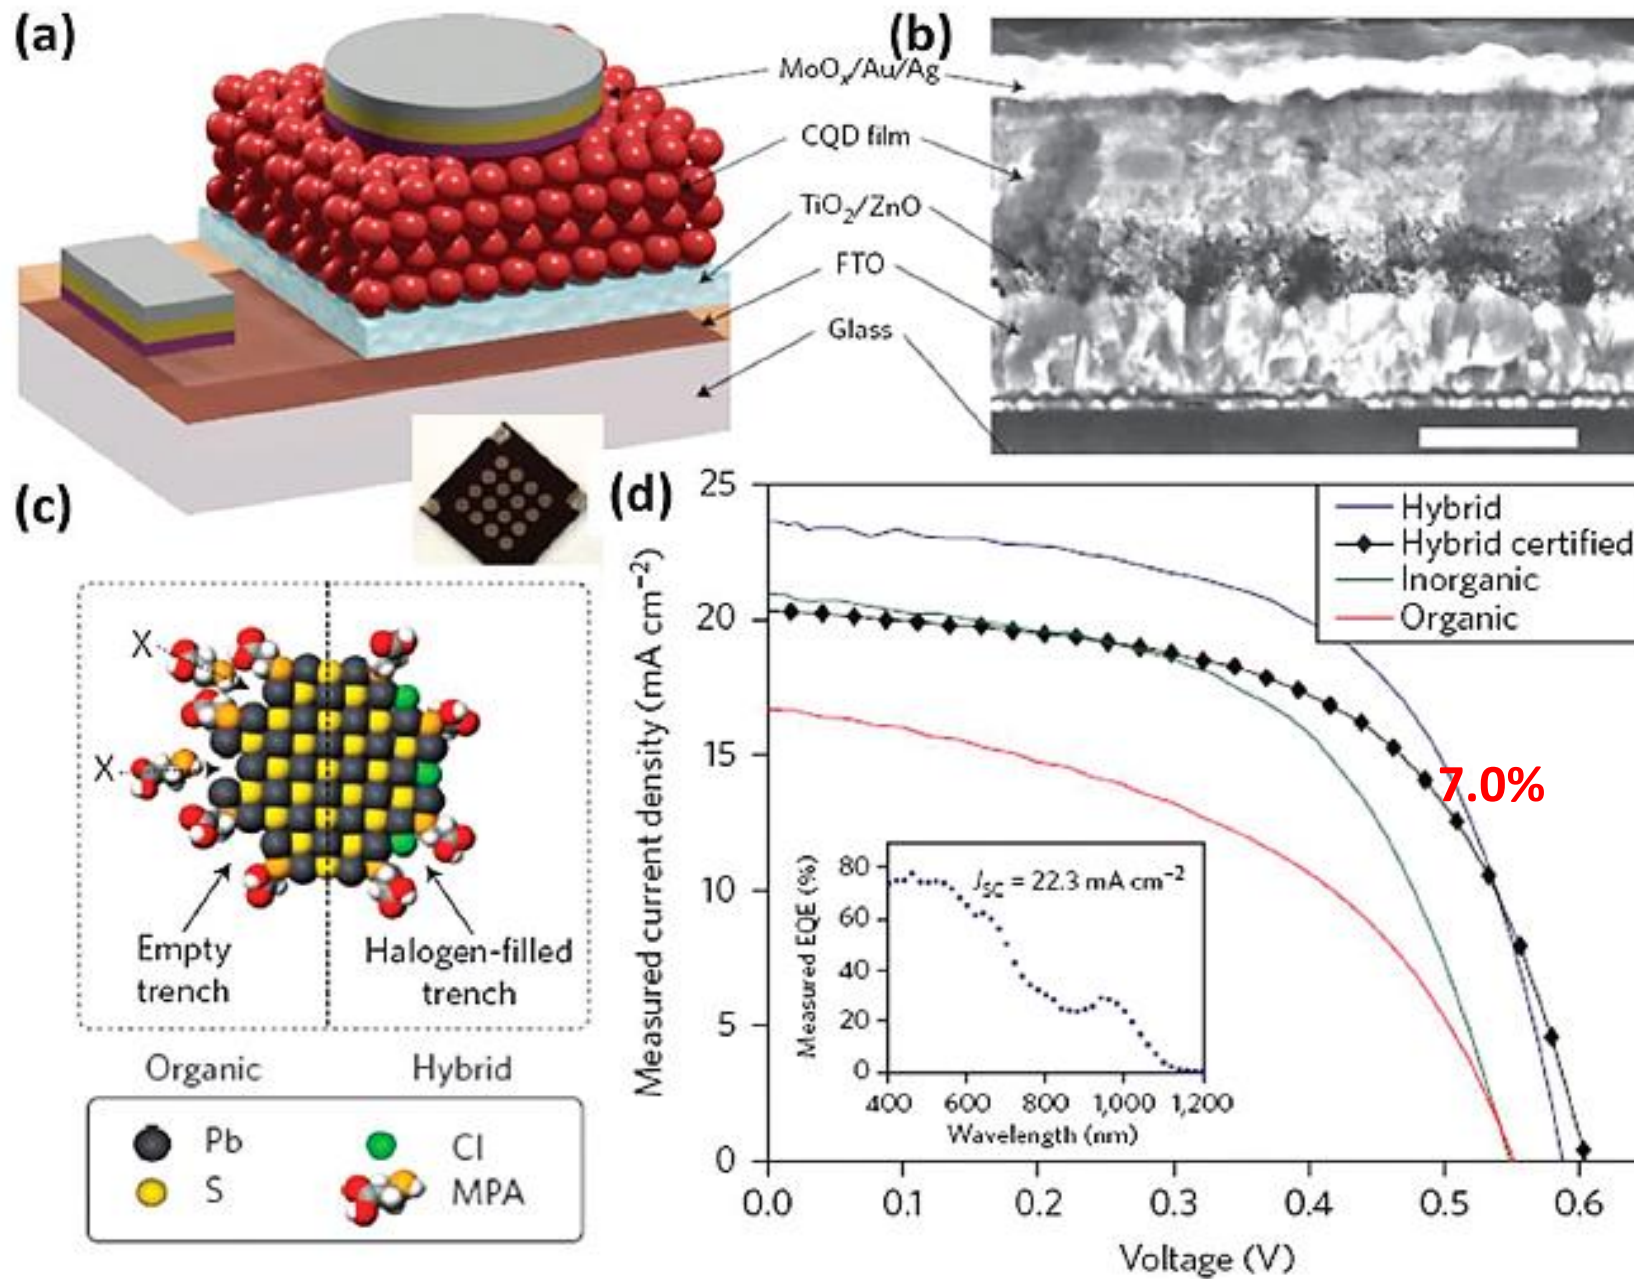 (a)
(b)
MoOₓ/Au/Ag
CQD film
TiO₂/ZnO
FTO
Glass
(c)
X
X
Empty
trench
Halogen-filled
trench
Organic
Hybrid
Pb
Cl
S
MPA
(d)
Measured current density (mA cm⁻²)
25
20
15
10
5
0
Hybrid
Hybrid certified
Inorganic
Organic
7.0%
Measured EQE (%)
80
60
40
20
0
J_SC = 22.3 mA cm⁻²
400 600 800 1,000 1,200
Wavelength (nm)
0.0 0.1 0.2 0.3 0.4 0.5 0.6
Voltage (V)